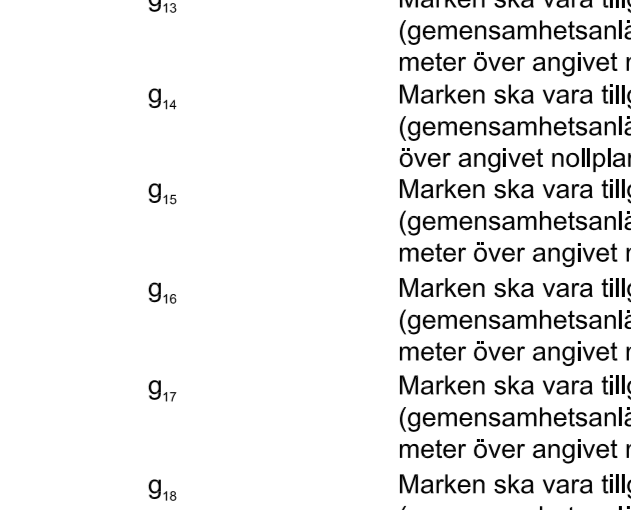 g13 Marken ska vara
(gemensamhetsanlä
meter över angivet
g14 Marken ska vara tillg
(gemensamhetsanlä
över angivet nollplan
g15 Marken ska vara tillg
(gemensamhetsanlä
meter över angivet
g16 Marken ska vara tillg
(gemensamhetsanlä
meter över angivet
g17 Marken ska vara tillg
(gemensamhetsanlä
meter över angivet
g18 Marken ska vara tillg